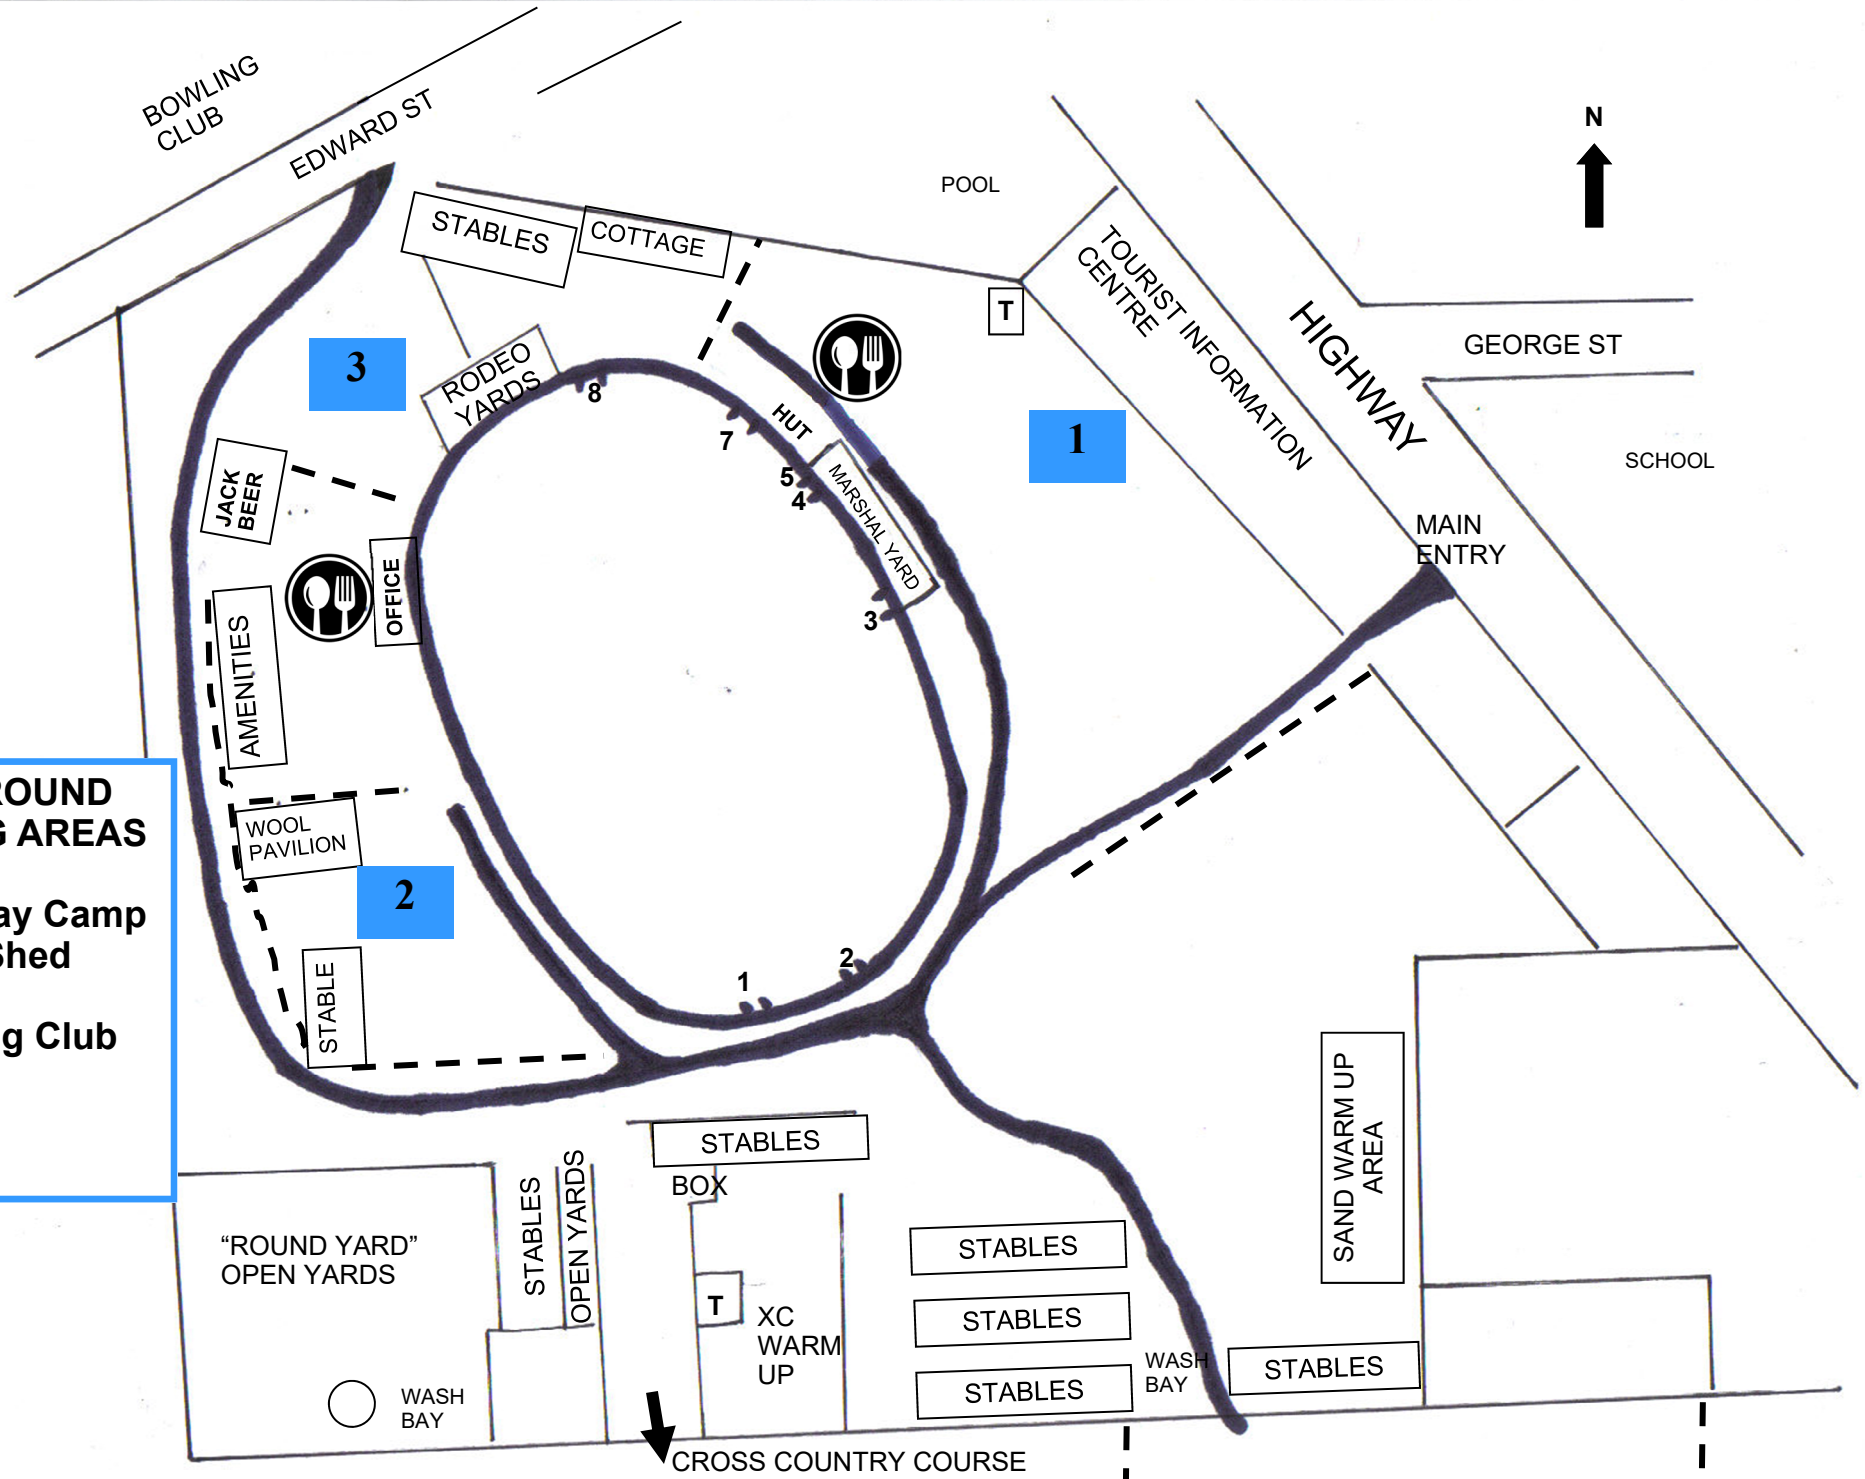 BOWLING
CLUB
EDWARD ST
N
POOL
STABLES
COTTAGE
T
TOURIST INFORMATION
CENTRE
HIGHWAY
GEORGE ST
3
RODEO
YARDS
8
7
HUT
5
4
MARSHAL YARD
3
1
SCHOOL
JACK
BEER
OFFICE
MAIN
ENTRY
AMENITIES
WOOL
PAVILION
2
AREAS
Camp
Club
STABLE
1
2
SAND WARM UP
AREA
STABLES
BOX
STABLES
OPEN YARDS
“ROUND YARD”
OPEN YARDS
T
XC
WARM
UP
STABLES
STABLES
STABLES
WASH
BAY
STABLES
WASH
BAY
CROSS COUNTRY COURSE